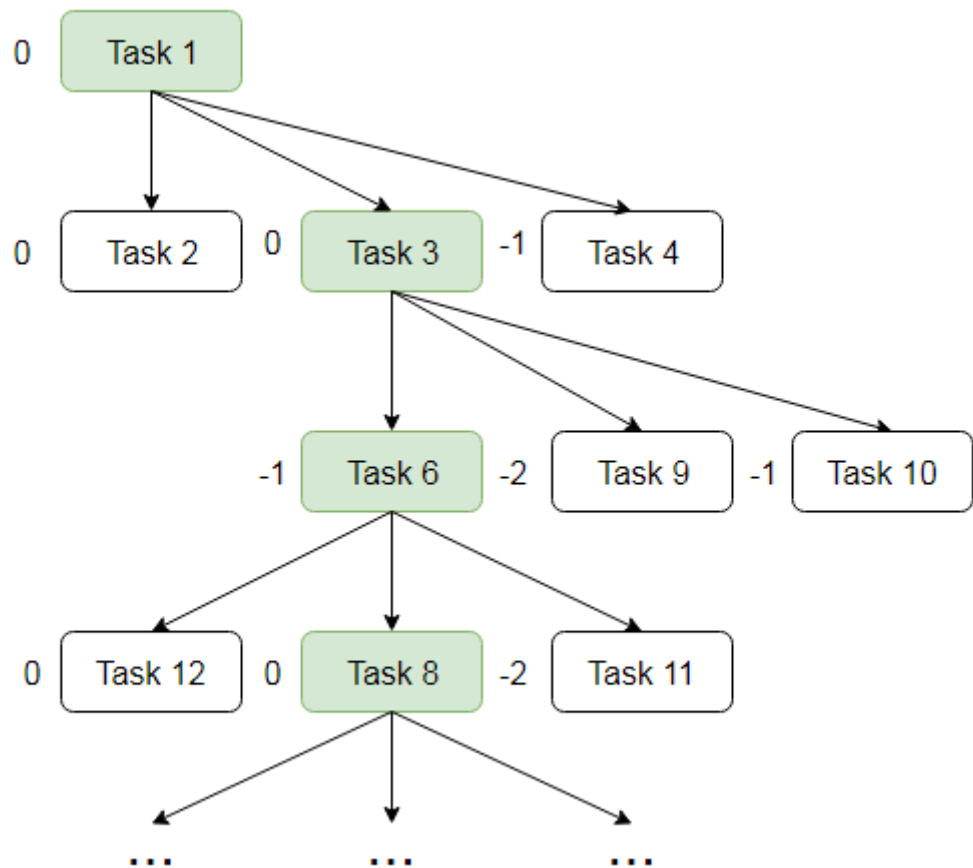 0 Task 1
0 Task 2 0 Task 3 -1 Task 4
-1 Task 6 -2 Task 9 -1 Task 10
0 Task 12 0 Task 8 -2 Task 11
... ... ...